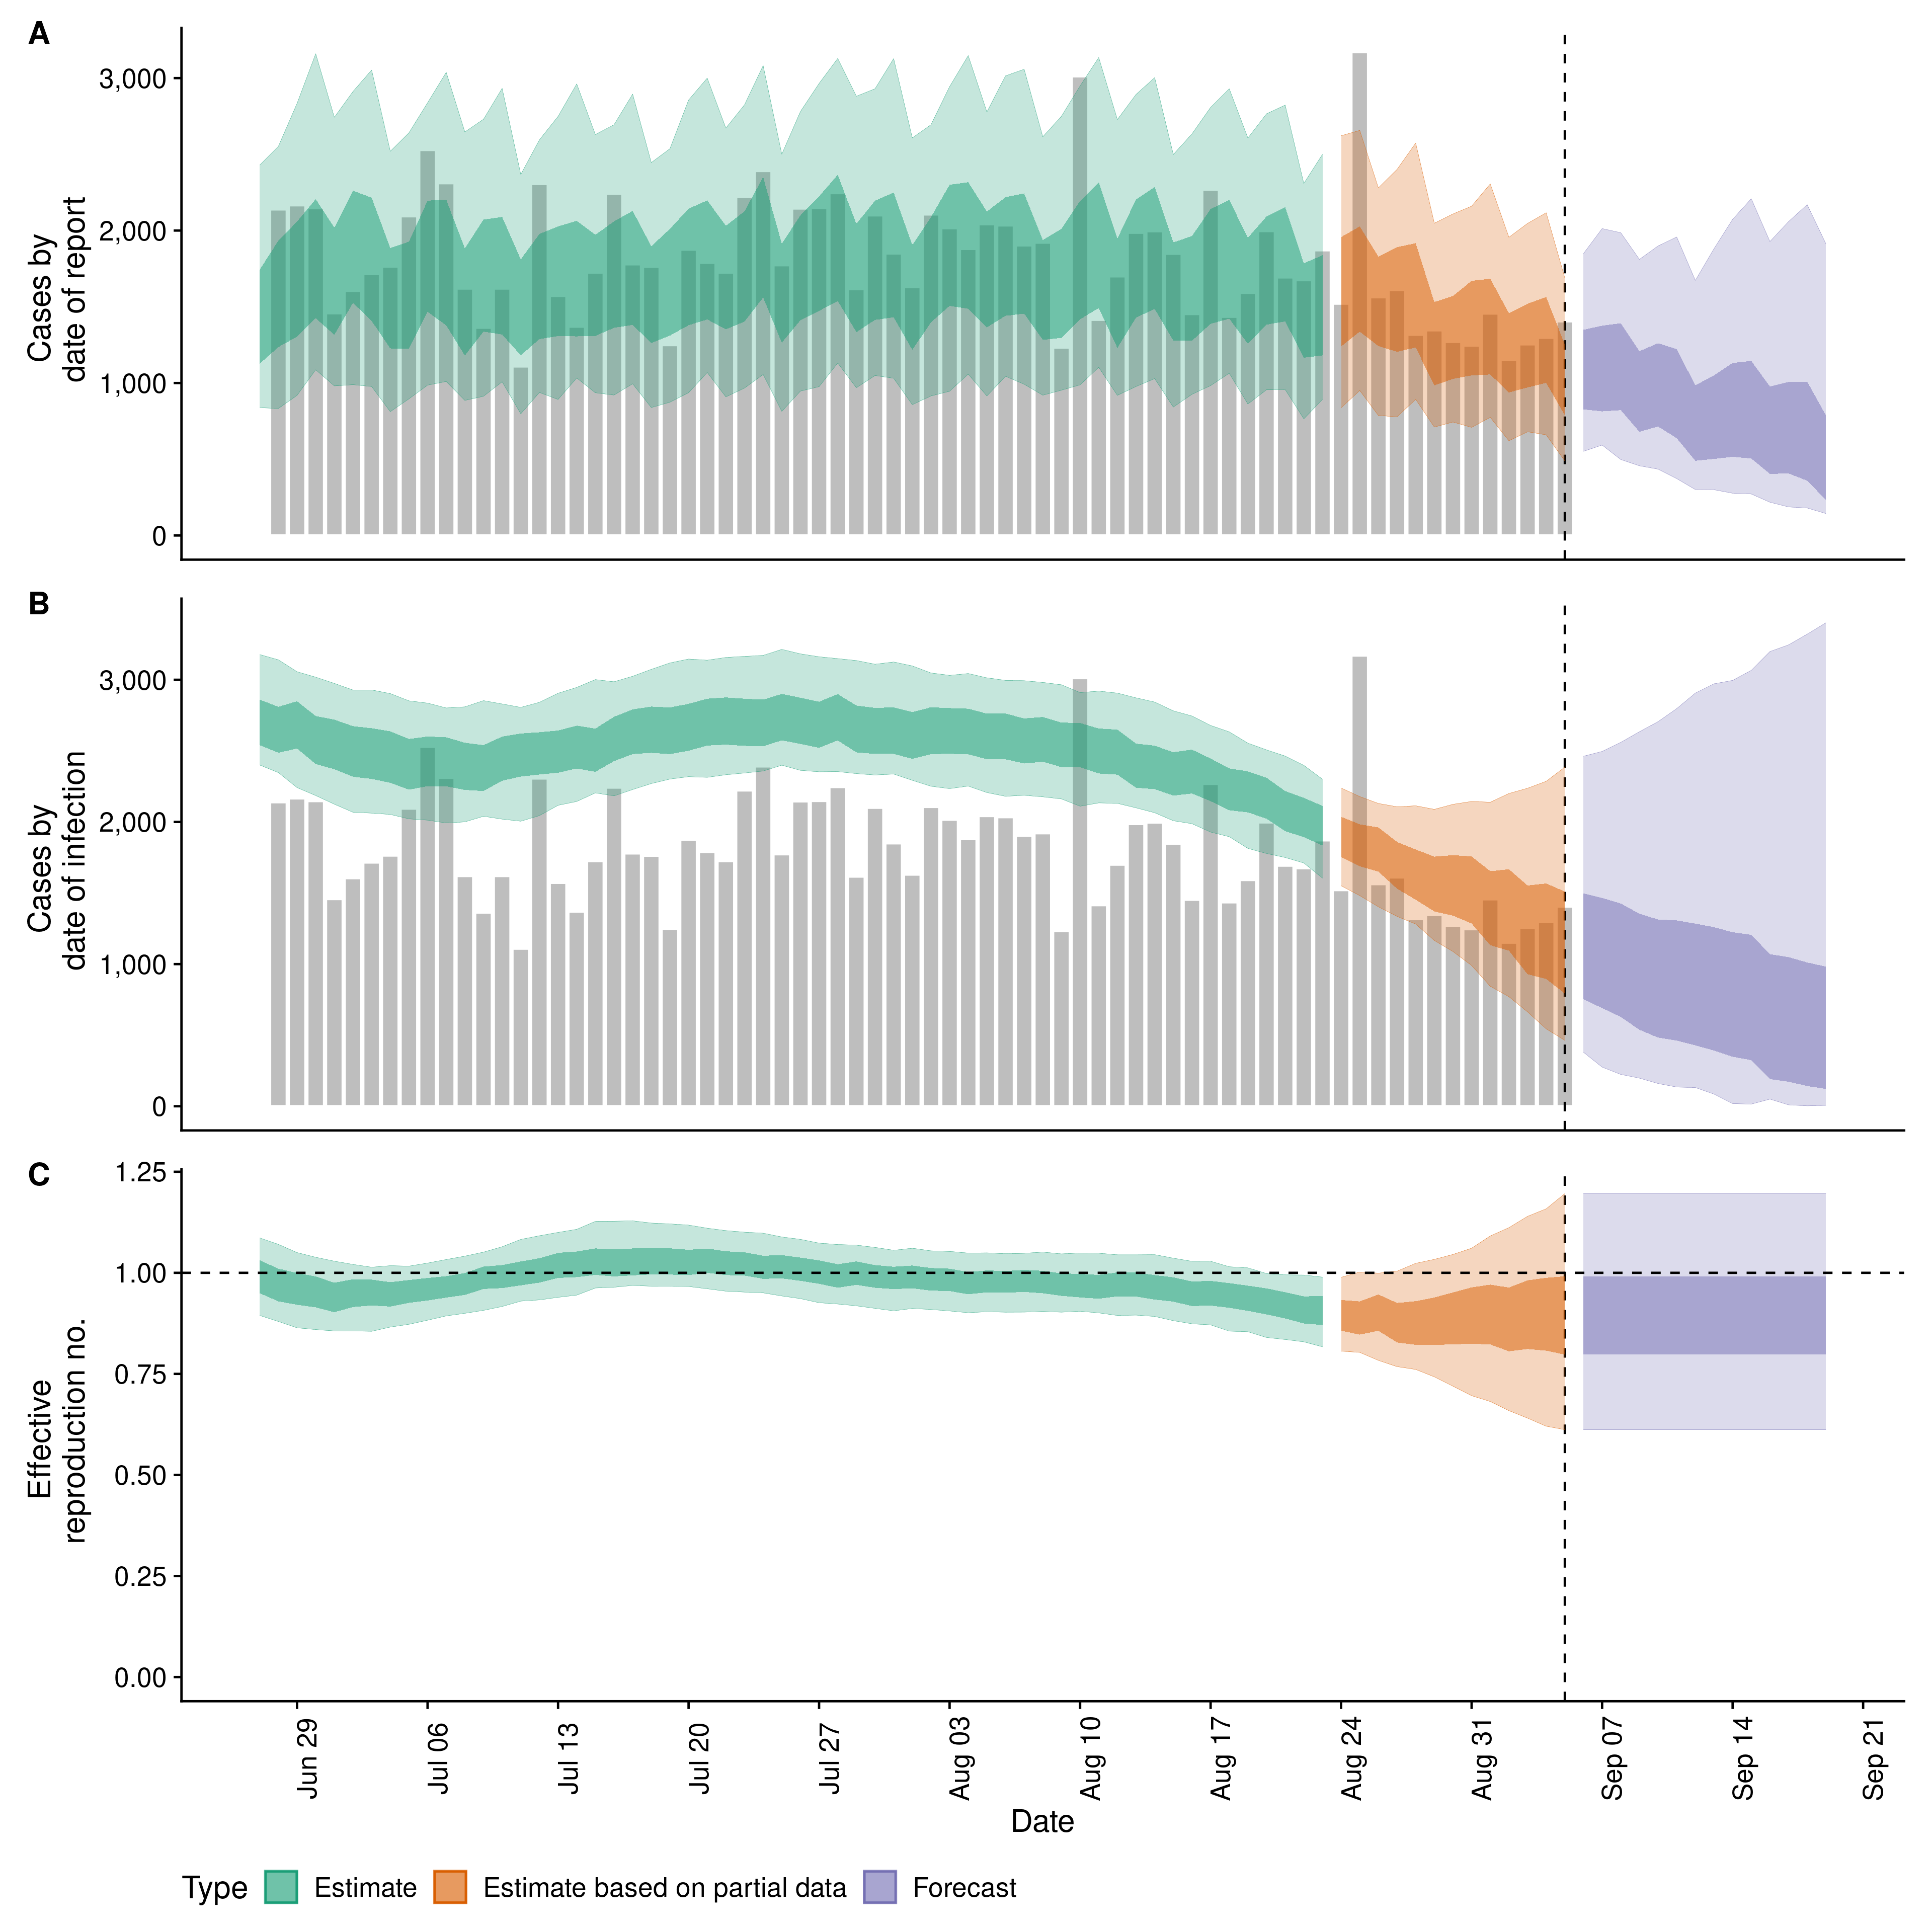 A
Cases by
date of report
3,000
2,000
1,000
0
B
Cases by
date of infection
3,000
2,000
1,000
0
C
Effective
reproduction no.
1.25
1.00
0.75
0.50
0.25
0.00
Jun 29
Jul 06
Jul 13
Jul 20
Jul 27
Aug 03
Aug 10
Aug 17
Aug 24
Aug 31
Sep 07
Sep 14
Sep 21
Date
Type Estimate Estimate based on partial data Forecast